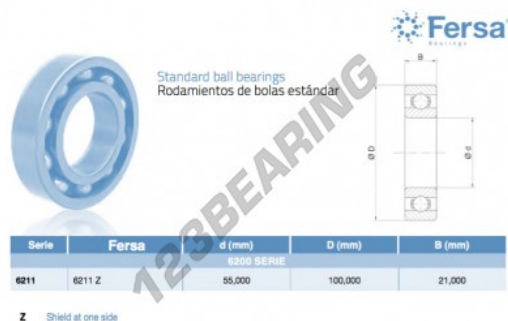 Fersa
Bearings
Standard ball bearings
Rodamientos de bolas estándar
B
Ø D
Ø d
123BEARING
Serie Fersa d (mm) D (mm) B (mm)
6200 SERIE
6211 6211 Z 55,000 100,000 21,000
Z Shield at one side